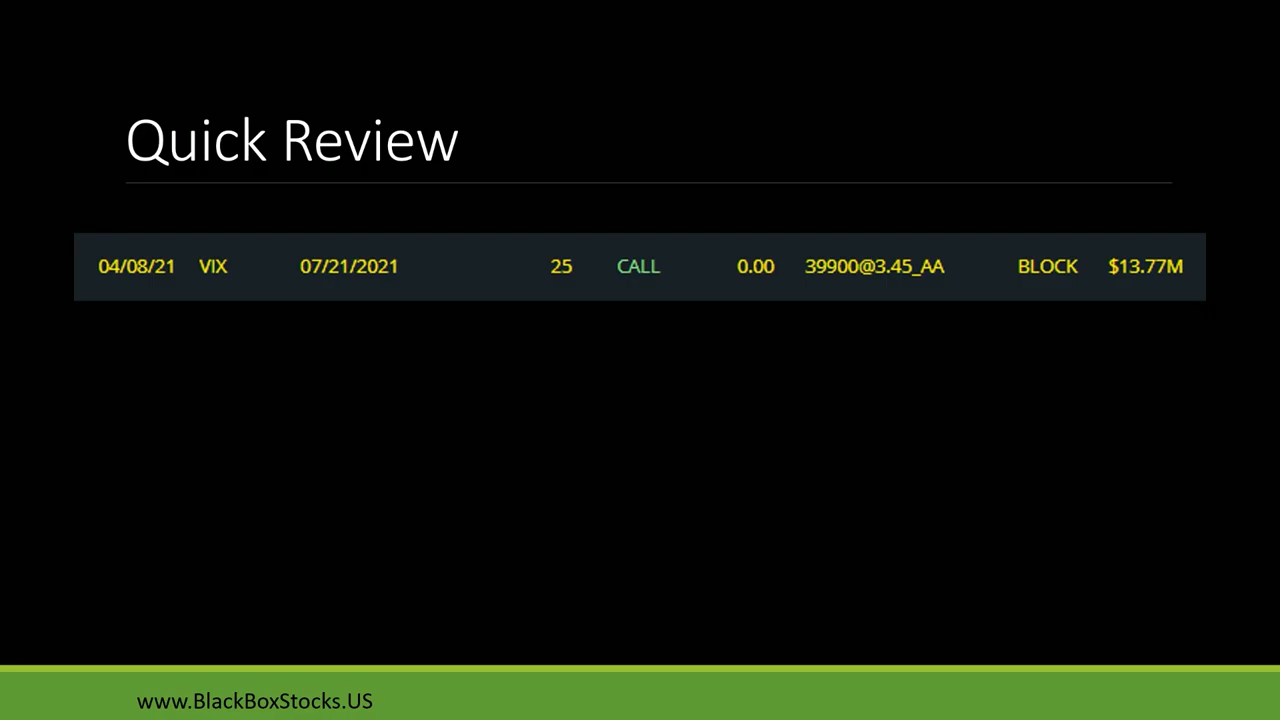 Quick Review
04/08/21 VIX 07/21/2021 25 CALL 0.00 39900@3.45_AA BLOCK $13.77M
www.BlackBoxStocks.US